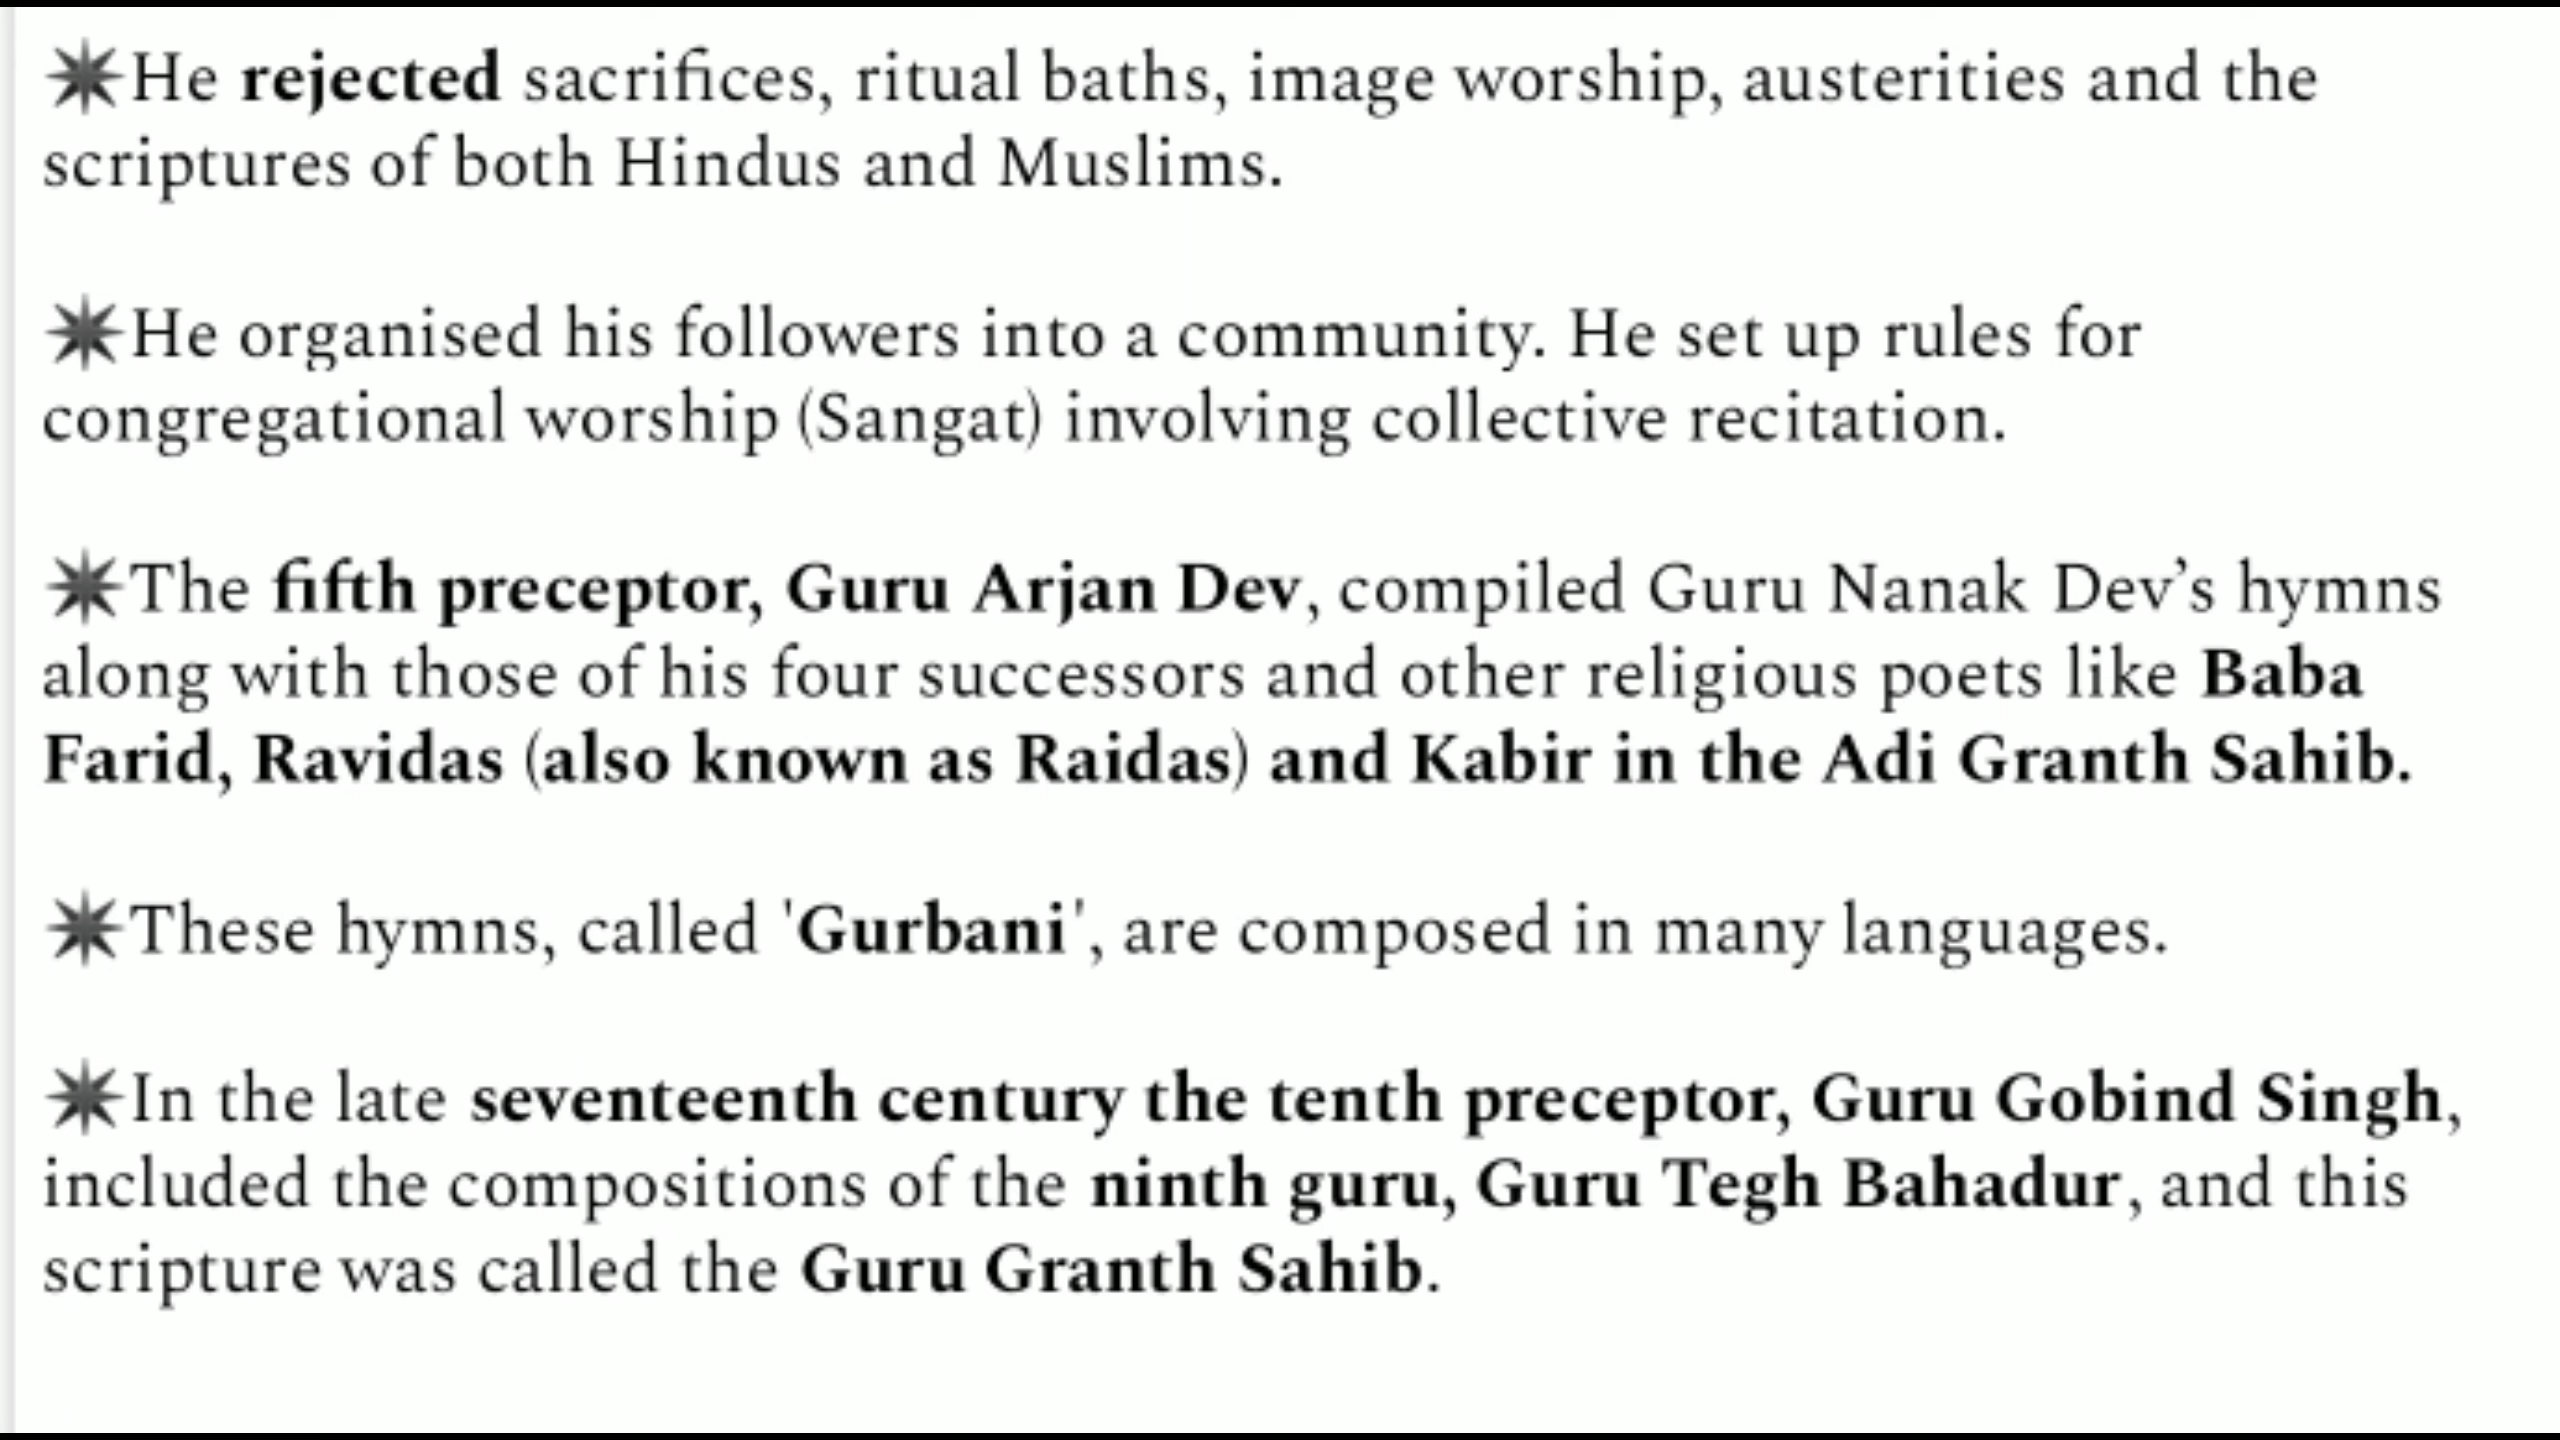 ✷He rejected sacrifices, ritual baths, image worship, austerities and the
scriptures of both Hindus and Muslims.
✷He organised his followers into a community. He set up rules for
congregational worship (Sangat) involving collective recitation.
✷The fifth preceptor, Guru Arjan Dev, compiled Guru Nanak Dev’s hymns
along with those of his four successors and other religious poets like Baba
Farid, Ravidas (also known as Raidas) and Kabir in the Adi Granth Sahib.
✷These hymns, called 'Gurbani', are composed in many languages.
✷In the late seventeenth century the tenth preceptor, Guru Gobind Singh,
included the compositions of the ninth guru, Guru Tegh Bahadur, and this
scripture was called the Guru Granth Sahib.